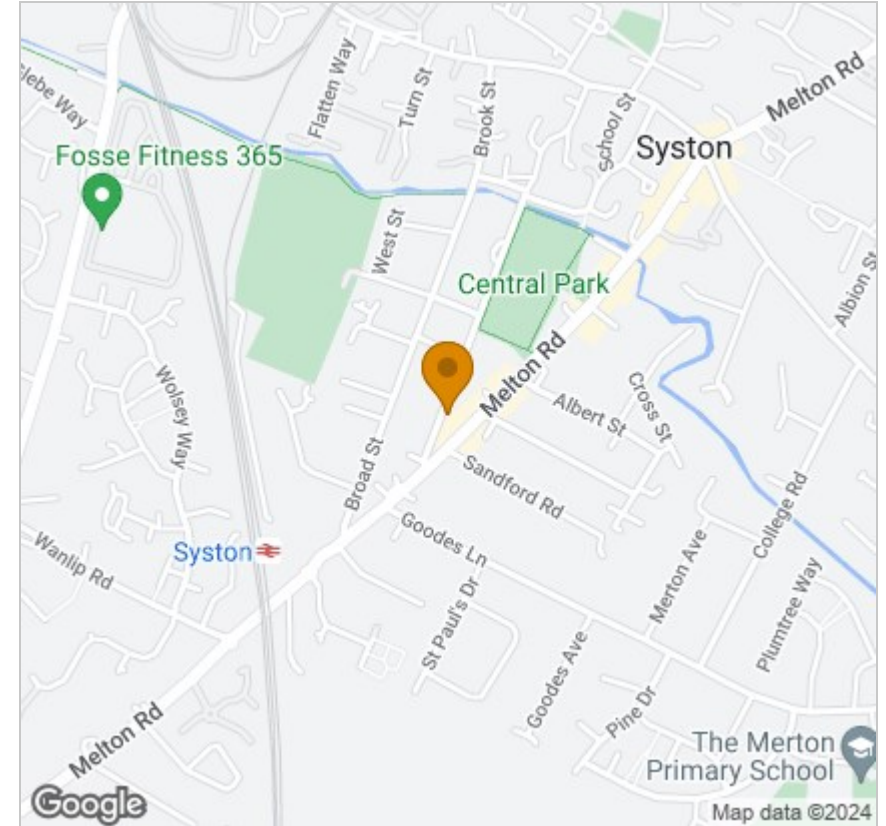 Melton Rd
Flatten Way
Turn St
Brook St
School St
Syston
Fosse Fitness 365
West St
Central Park
Albion St
Melton Rd
Wolsey Way
Cross St
Albert St
Broad St
Sandford Rd
Goodes Ln
College Rd
Syston
Wanlip Rd
Merton Ave
St Paul's Dr
Plumtree Way
Goodes Ave
Pine Dr
Melton Rd
The Merton
Primary School
Google
Map data ©2024